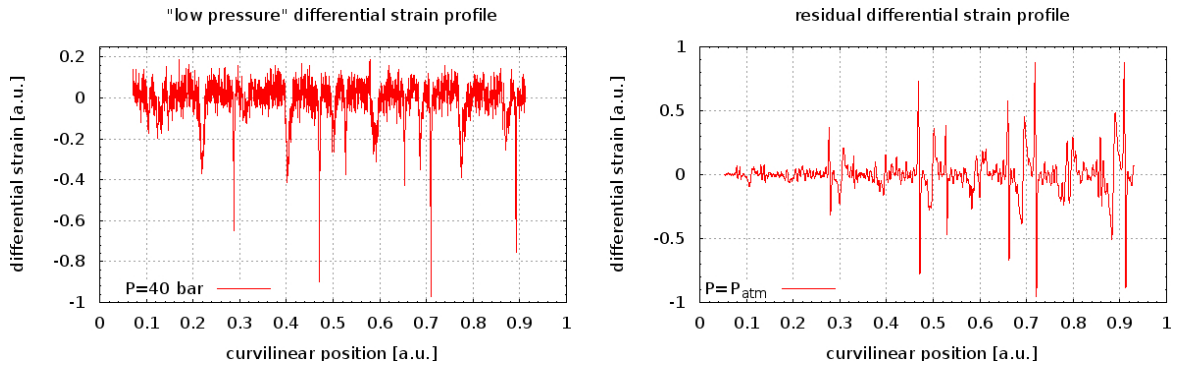 "low pressure" differential strain profile
differential strain [a.u.]
0.2
0
-0.2
-0.4
-0.6
-0.8
-1
P=40 bar
0 0.1 0.2 0.3 0.4 0.5 0.6 0.7 0.8 0.9 1
curvilinear position [a.u.]
residual differential strain profile
differential strain [a.u.]
1
0.5
0
-0.5
-1
P=Patm
0 0.1 0.2 0.3 0.4 0.5 0.6 0.7 0.8 0.9 1
curvilinear position [a.u.]